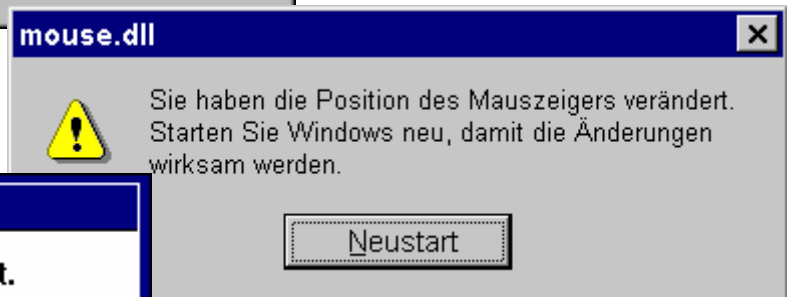 mouse.dll
Sie haben die Position des Mauszeigers verändert.
Starten Sie Windows neu, damit die Änderungen
wirksam werden.
Neustart
t.